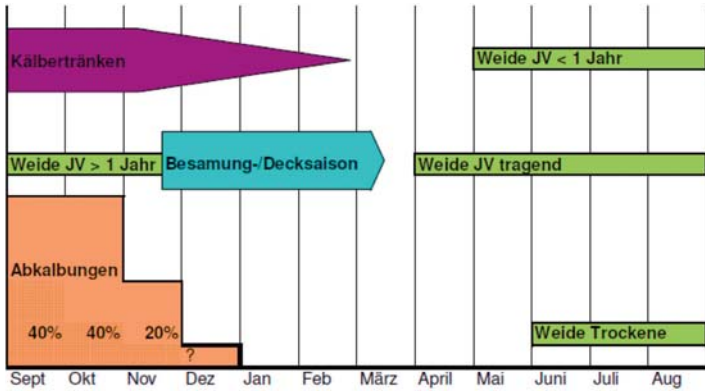 Kälbertränken
Weide JV < 1 Jahr
Weide JV > 1 Jahr
Besamung-/Decksaison
Weide JV tragend
Abkalbungen
40% 40% 20%
Weide Trockene
?
Sept Okt Nov Dez Jan Feb März April Mai Juni Juli Aug